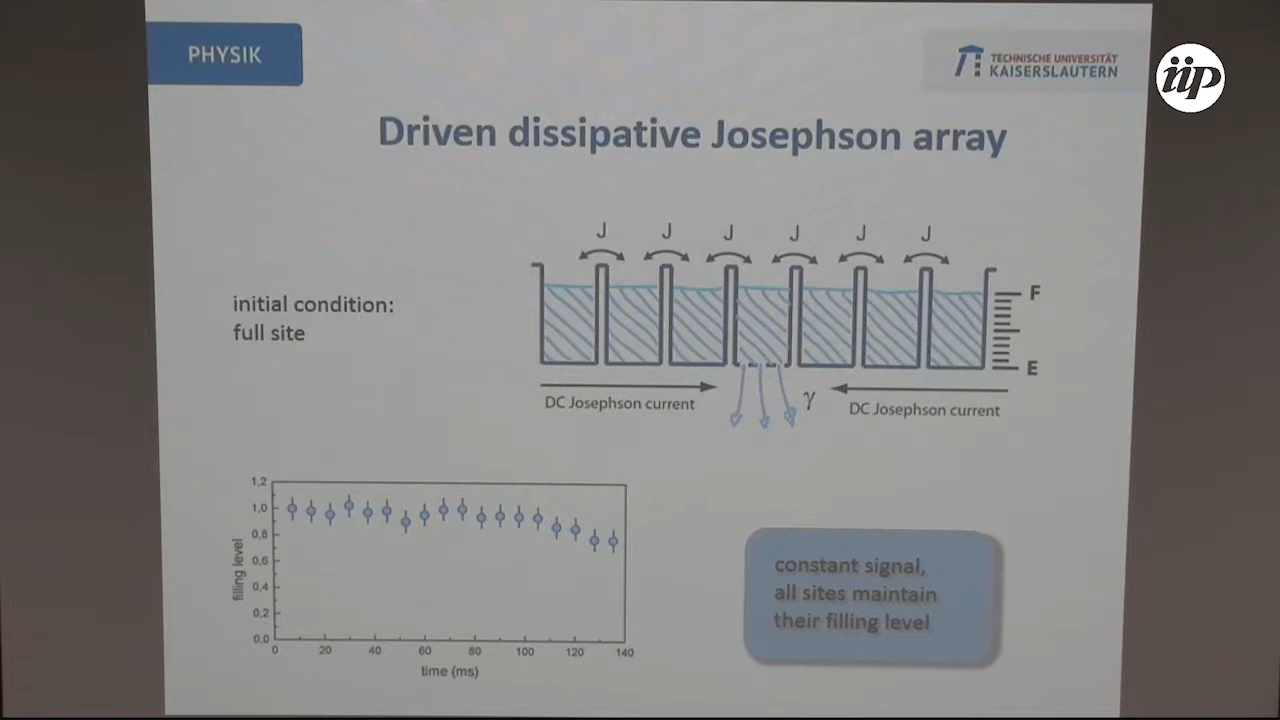 PHYSIK
TECHNISCHE UNIVERSITÄT
KAISERSLAUTERN
iip
Driven dissipative Josephson array
J J J J J J
initial condition:
full site
F
E
γ
DC Josephson current
DC Josephson current
1,2
1,0
0,8
0,6
0,4
0,2
0,0
filling level
0 20 40 60 80 100 120 140
time (ms)
constant signal,
all sites maintain
their filling level